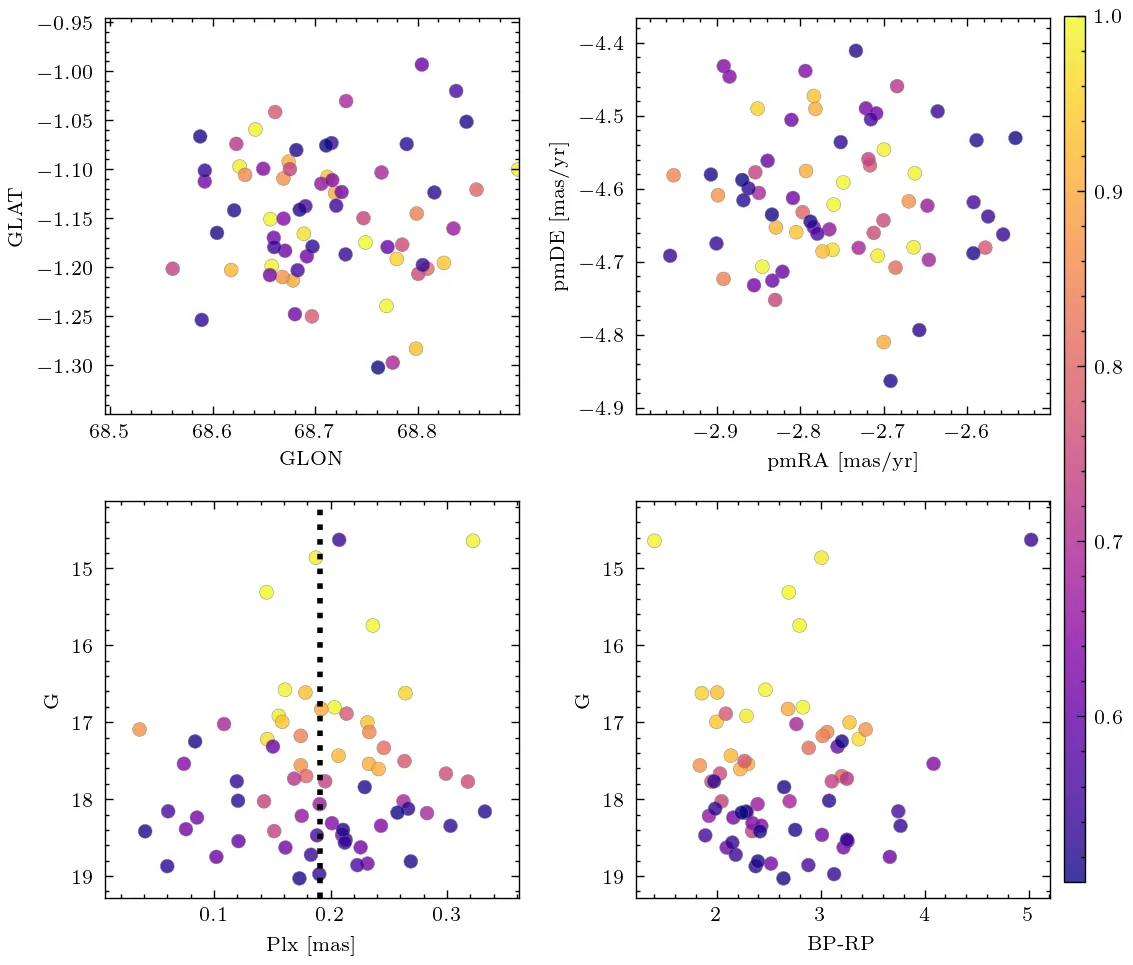 −0.95
−1.00
−1.05
−1.10
−1.15
−1.20
−1.25
−1.30
GLAT
68.5 68.6 68.7 68.8
GLON
−4.4
−4.5
−4.6
−4.7
−4.8
−4.9
pmDE [mas/yr]
−2.9 −2.8 −2.7 −2.6
pmRA [mas/yr]
1.0
0.9
0.8
0.7
0.6
15
16
17
18
19
G
0.1 0.2 0.3
Plx [mas]
15
16
17
18
19
G
2 3 4 5
BP-RP